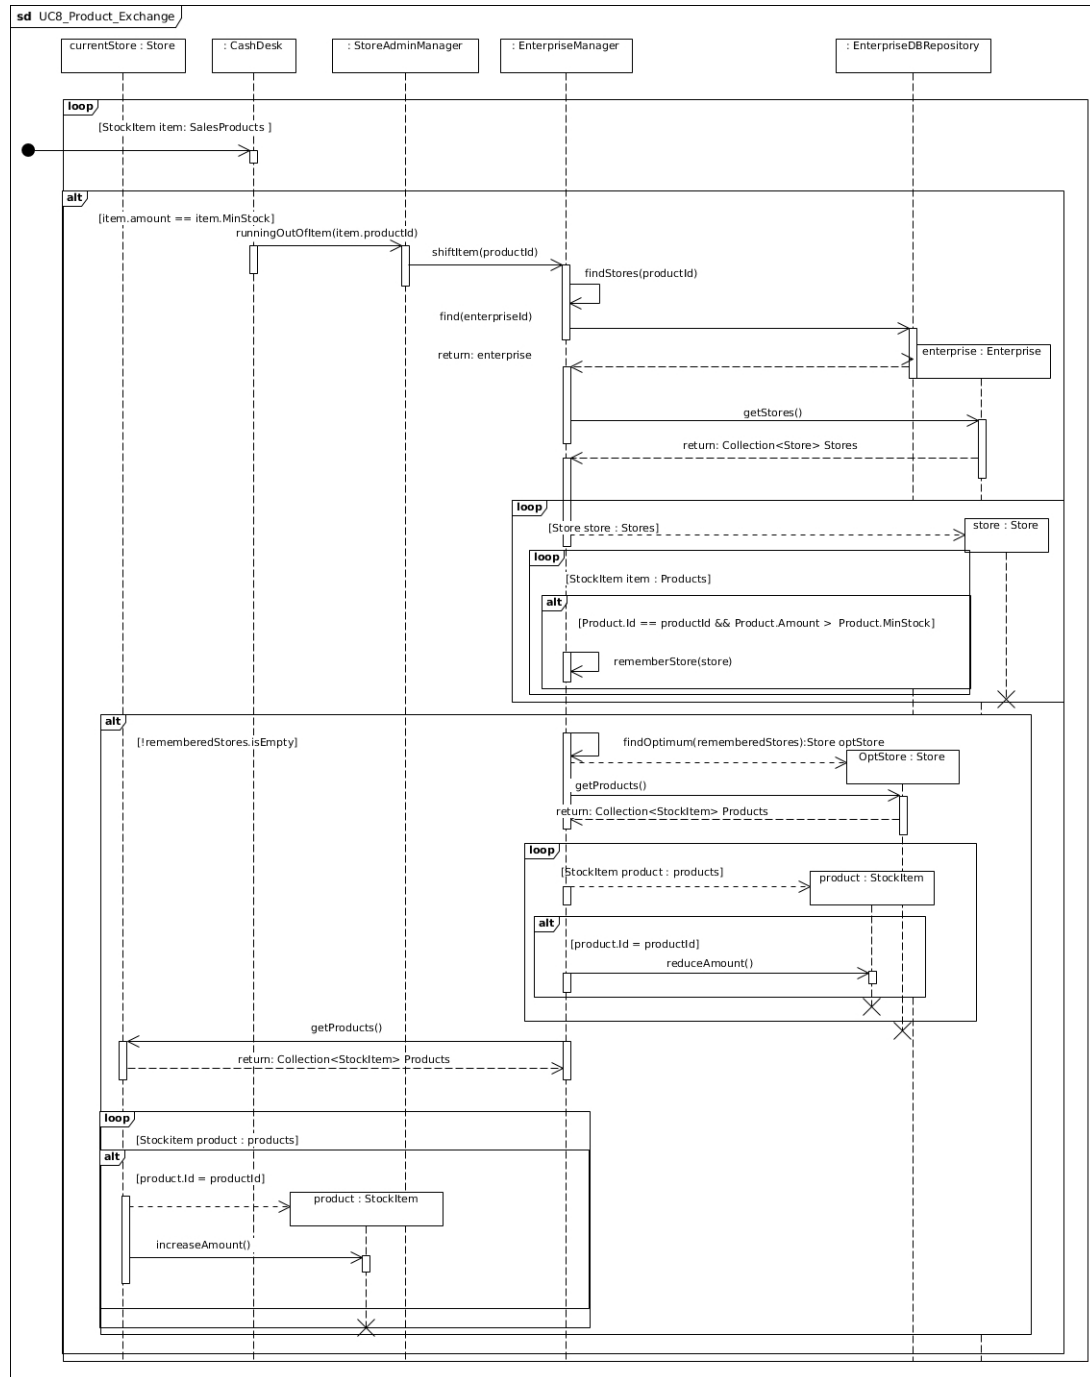 sd UC8_Product_Exchange
currentStore : Store
: CashDesk
: StoreAdminManager
: EnterpriseManager
: EnterpriseDBRepository
loop
[StockItem item: SalesProducts ]
alt
[item.amount == item.MinStock]
runningOutOfItem(item.productId)
shiftItem(productId)
findStores(productId)
find(enterpriseId)
return: enterprise
enterprise : Enterprise
getStores()
return: Collection<Store> Stores
loop
[Store store : Stores]
store : Store
loop
[StockItem item : Products]
alt
[Product.Id == productId && Product.Amount > Product.MinStock]
rememberStore(store)
alt
[!rememberedStores.isEmpty]
findOptimum(rememberedStores):Store optStore
OptStore : Store
getProducts()
return: Collection<StockItem> Products
loop
[StockItem product : products]
product : StockItem
alt
[product.Id = productId]
reduceAmount()
getProducts()
return: Collection<StockItem> Products
loop
[Stockitem product : products]
alt
[product.Id = productId]
product : StockItem
increaseAmount()